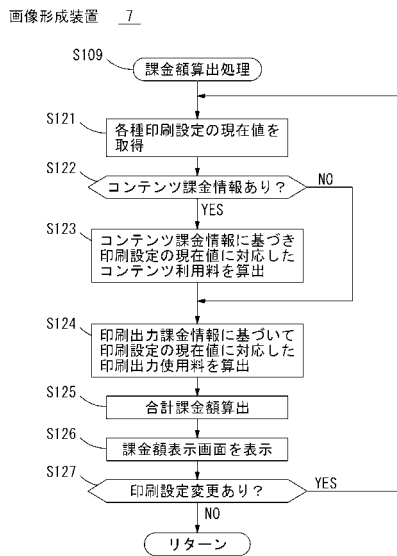 画像形成装置 7
S109
課金額算出処理
S121
各種印刷設定の現在値を
取得
S122
コンテンツ課金情報あり?
NO
YES
S123
コンテンツ課金情報に基づき
印刷設定の現在値に対応した
コンテンツ利用料を算出
S124
印刷出力課金情報に基づいて
印刷設定の現在値に対応した
印刷出力使用料を算出
S125
合計課金額算出
S126
課金額表示画面を表示
S127
印刷設定変更あり?
YES
NO
リターン